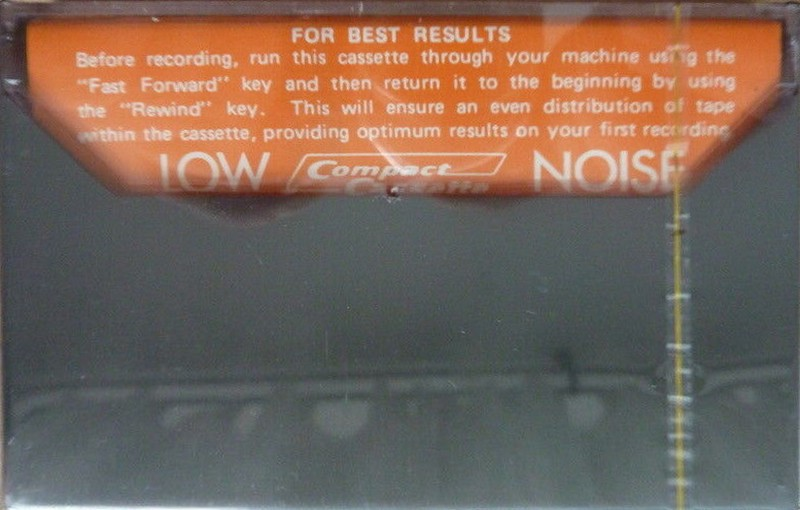 FOR BEST RESULTS
Before recording, run this cassette through your machine using the
"Fast Forward" key and then return it to the beginning by using
the "Rewind" key. This will ensure an even distribution of tape
within the cassette, providing optimum results on your first recording
LOW Compact Cassette NOISE